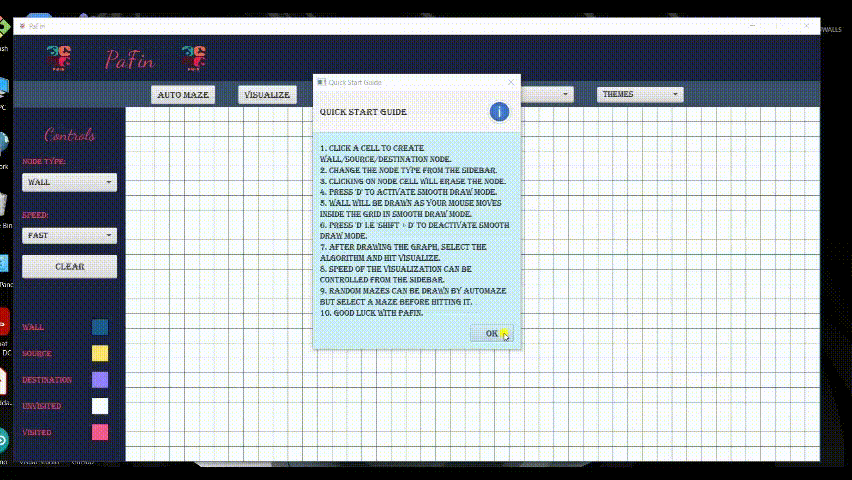 PaFin
WALLS
PaFin
AUTO MAZE
VISUALIZE
THEMES
Quick Start Guide
QUICK START GUIDE
1. CLICK A CELL TO CREATE
WALL/SOURCE/DESTINATION NODE.
2. CHANGE THE NODE TYPE FROM THE SIDEBAR.
3. CLICKING ON NODE CELL WILL ERASE THE NODE.
4. PRESS 'D' TO ACTIVATE SMOOTH DRAW MODE.
5. WALL WILL BE DRAWN AS YOUR MOUSE MOVES
INSIDE THE GRID IN SMOOTH DRAW MODE.
6. PRESS 'D' I.E 'SHIFT + D' TO DEACTIVATE SMOOTH
DRAW MODE.
7. AFTER DRAWING THE GRAPH, SELECT THE
ALGORITHM AND HIT VISUALIZE.
8. SPEED OF THE VISUALIZATION CAN BE
CONTROLLED FROM THE SIDEBAR.
9. RANDOM MAZES CAN BE DRAWN BY AUTOMAZE
BUT SELECT A MAZE BEFORE HITTING IT.
10. GOOD LUCK WITH PAFIN.
OK
Controls
NODE TYPE:
WALL
SPEED:
FAST
CLEAR
WALL
SOURCE
DESTINATION
UNVISITED
VISITED
PC
DC